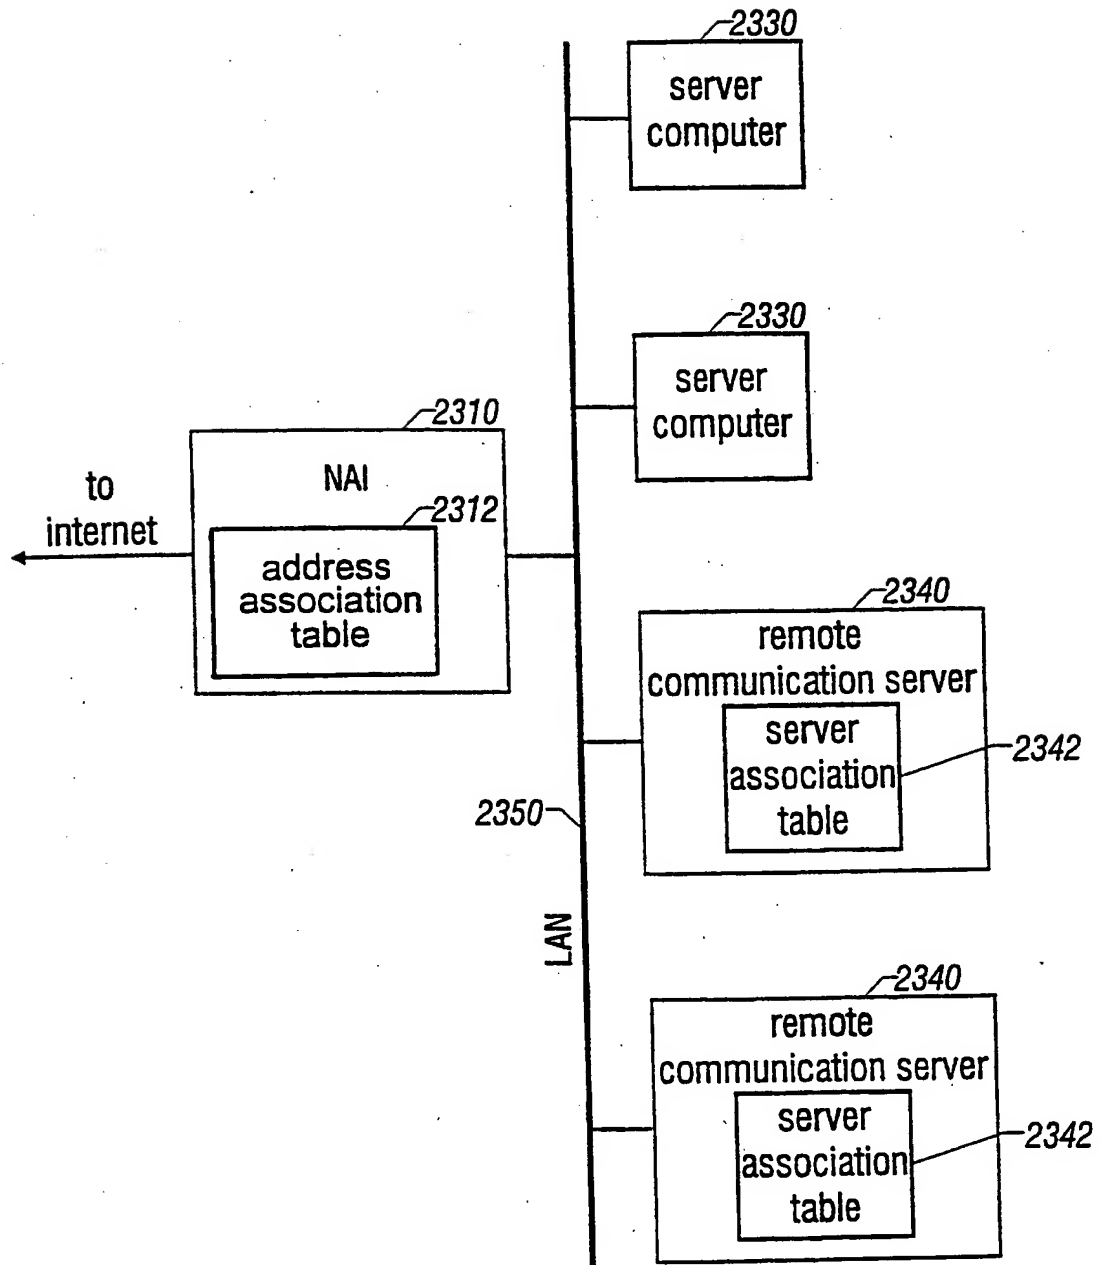 2330
server
computer
2330
server
computer
2310
NAI
to
internet
2312
address
association
table
2340
remote
communication server
server
association
table
2342
2350
LAN
2340
remote
communication server
server
association
table
2342